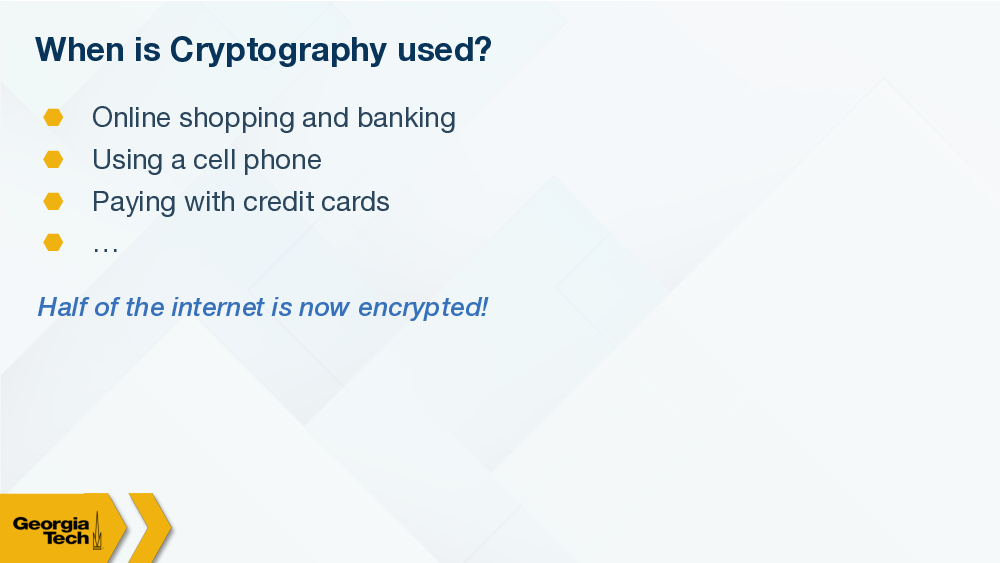 When is Cryptography used?
Online shopping and banking
Using a cell phone
Paying with credit cards
…
Half of the internet is now encrypted!
Georgia
Tech